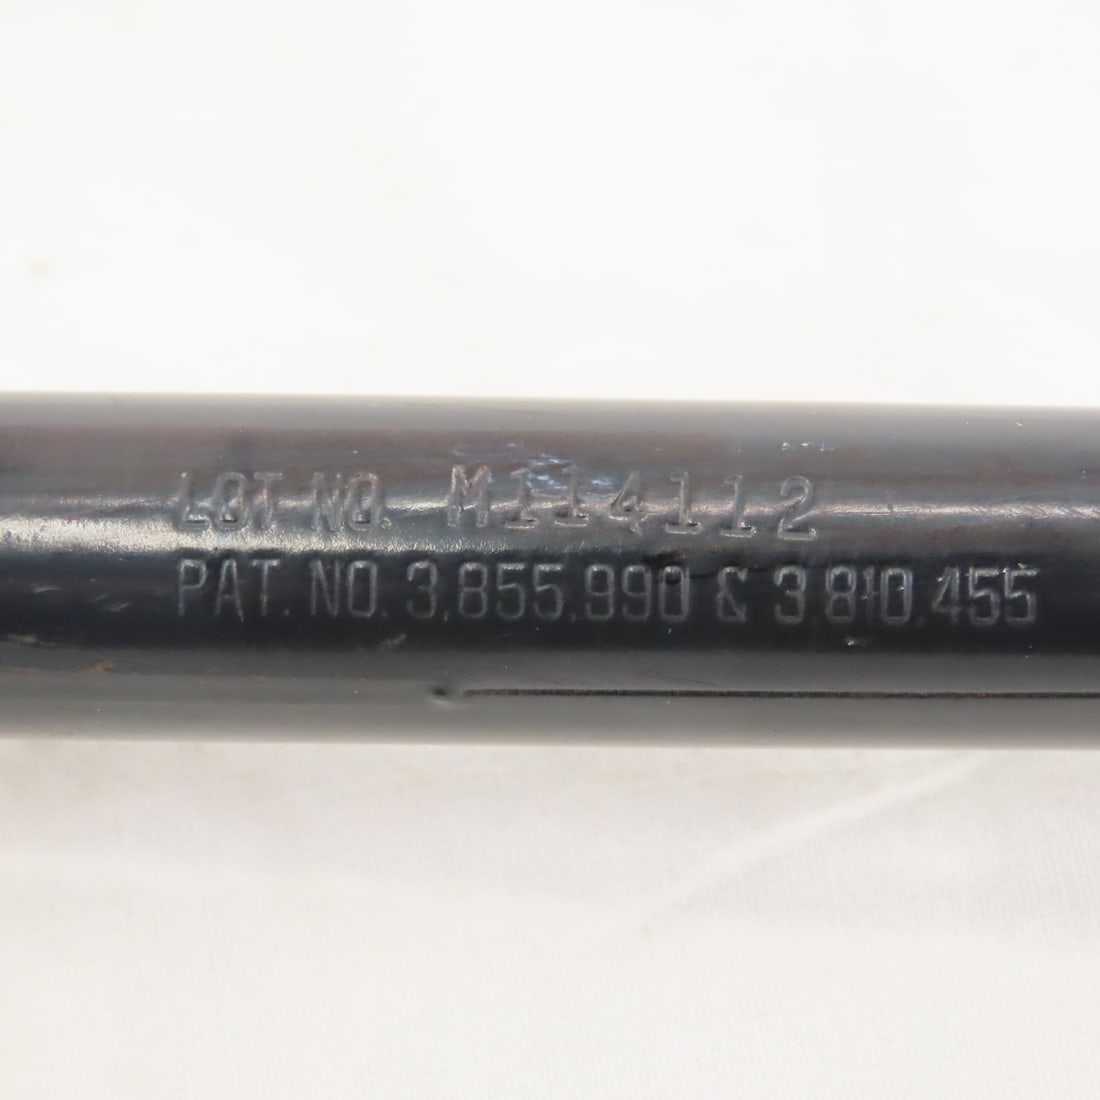 LOT NO. M114112
PAT. NO. 3,855,990 & 3 810,455